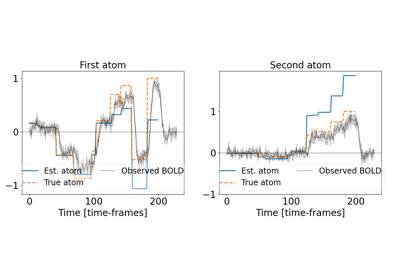 First atom
Second atom
1
0
−1
1
0
−1
Est. atom
True atom
Observed BOLD
Est. atom
True atom
Observed BOLD
0
100
200
0
100
200
Time [time-frames]
Time [time-frames]